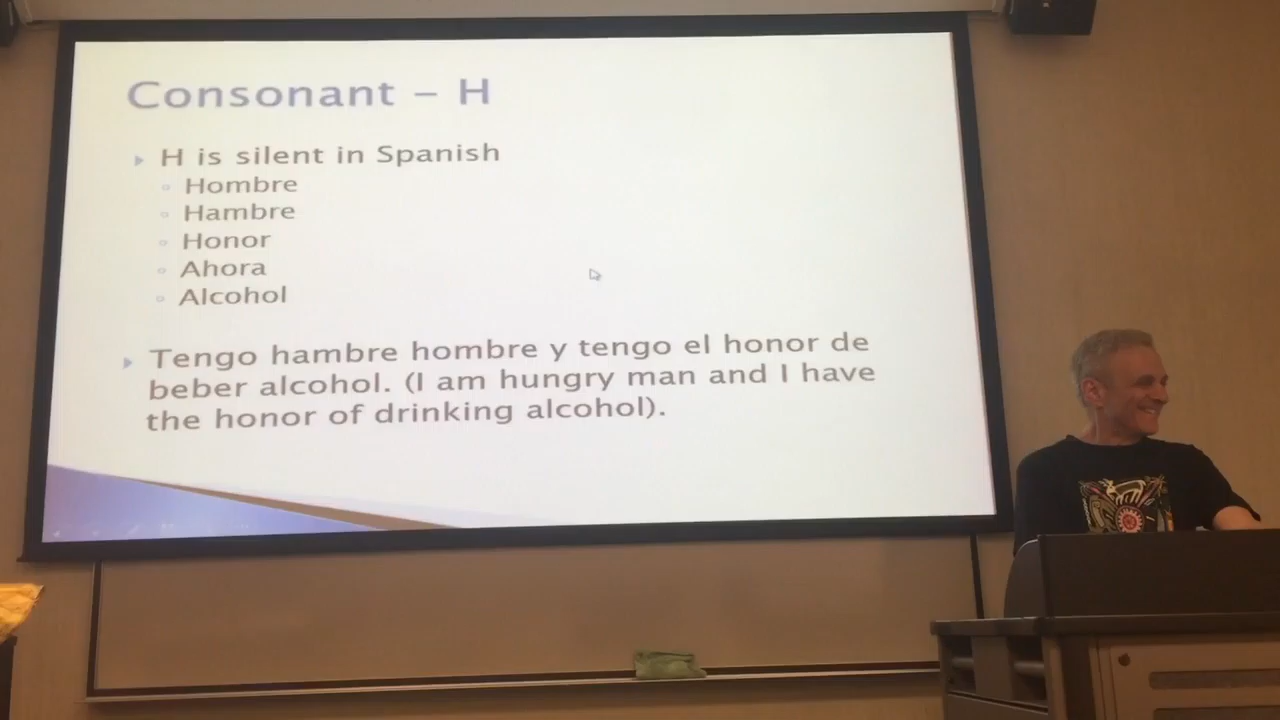 Consonant – H
H is silent in Spanish
Hombre
Hambre
Honor
Ahora
Alcohol
Tengo hambre hombre y tengo el honor de
beber alcohol. (I am hungry man and I have
the honor of drinking alcohol).